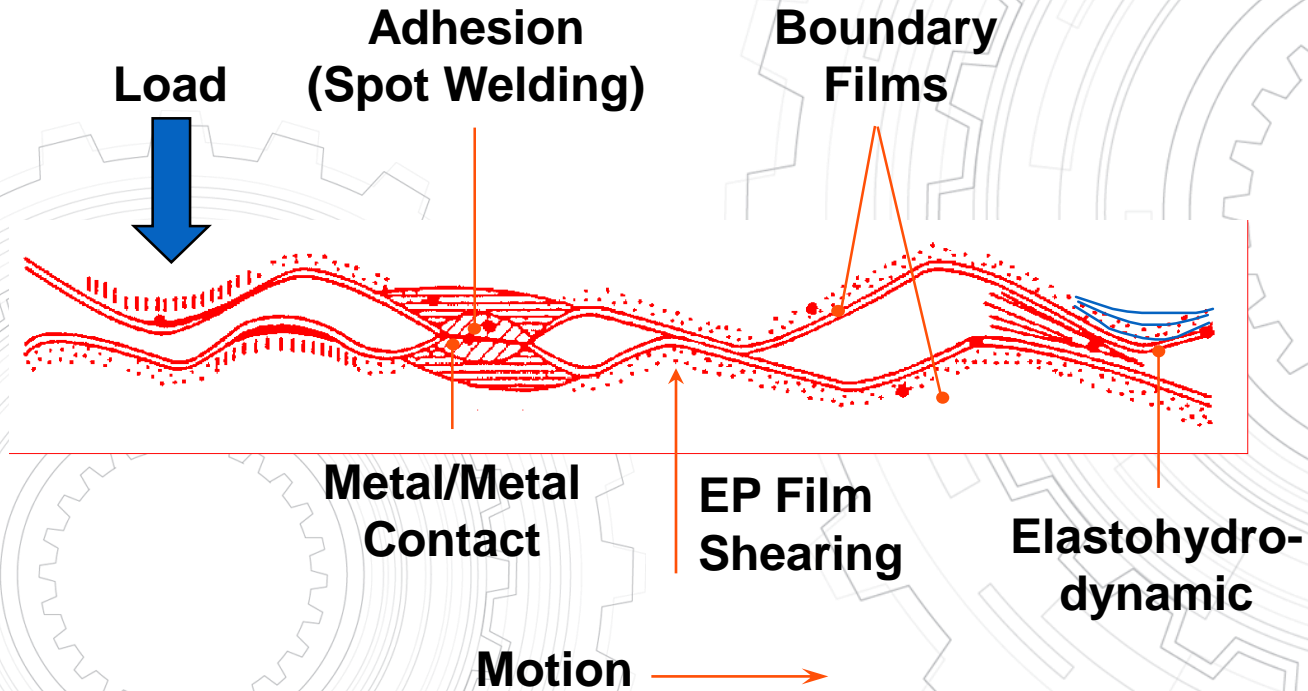 Adhesion
(Spot Welding)
Boundary
Films
Load
Metal/Metal
Contact
EP Film
Shearing
Elastohydro-
dynamic
Motion